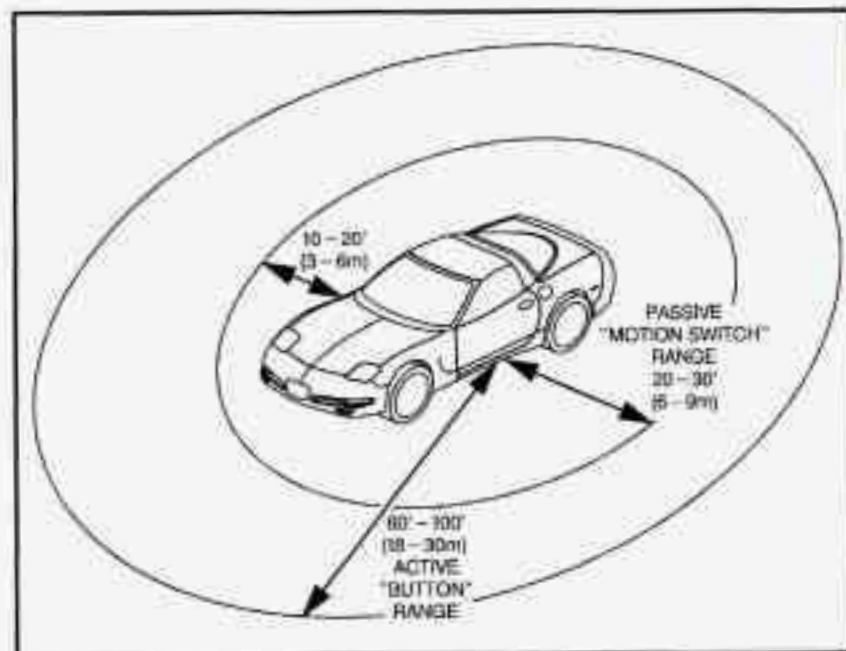 10 – 20'
(3 – 6m)
PASSIVE
"MOTION SWITCH"
RANGE
20 – 30'
(6 – 9m)
60' – 100'
(18 – 30m)
ACTIVE
"BUTTON"
RANGE